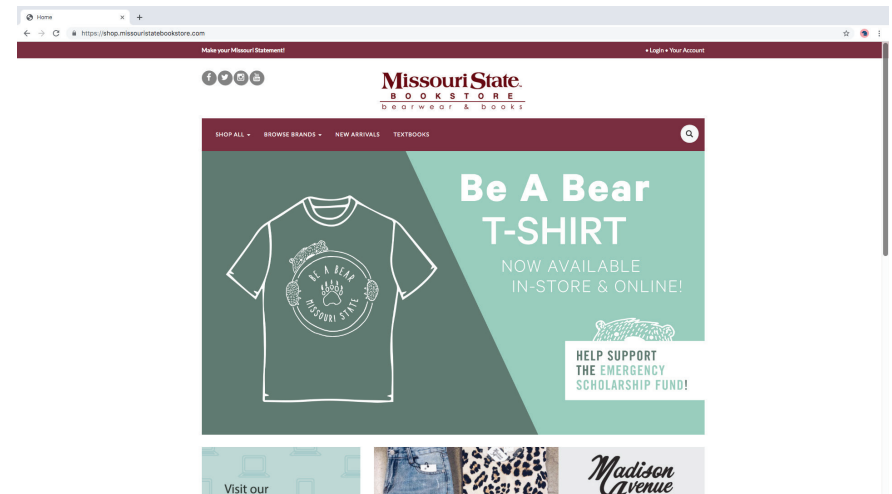 Home
https://shop.missouristatebookstore.com
Make your Missouri Statement!
• Login • Your Account
Missouri State
BOOKSTORE
bearwear & books
SHOP ALL
BROWSE BRANDS
NEW ARRIVALS
TEXTBOOKS
BE A BEAR
MISSOURI STATE
Be A Bear
T-SHIRT
NOW AVAILABLE
IN-STORE & ONLINE!
HELP SUPPORT
THE EMERGENCY
SCHOLARSHIP FUND!
Visit our
Madison
Avenue